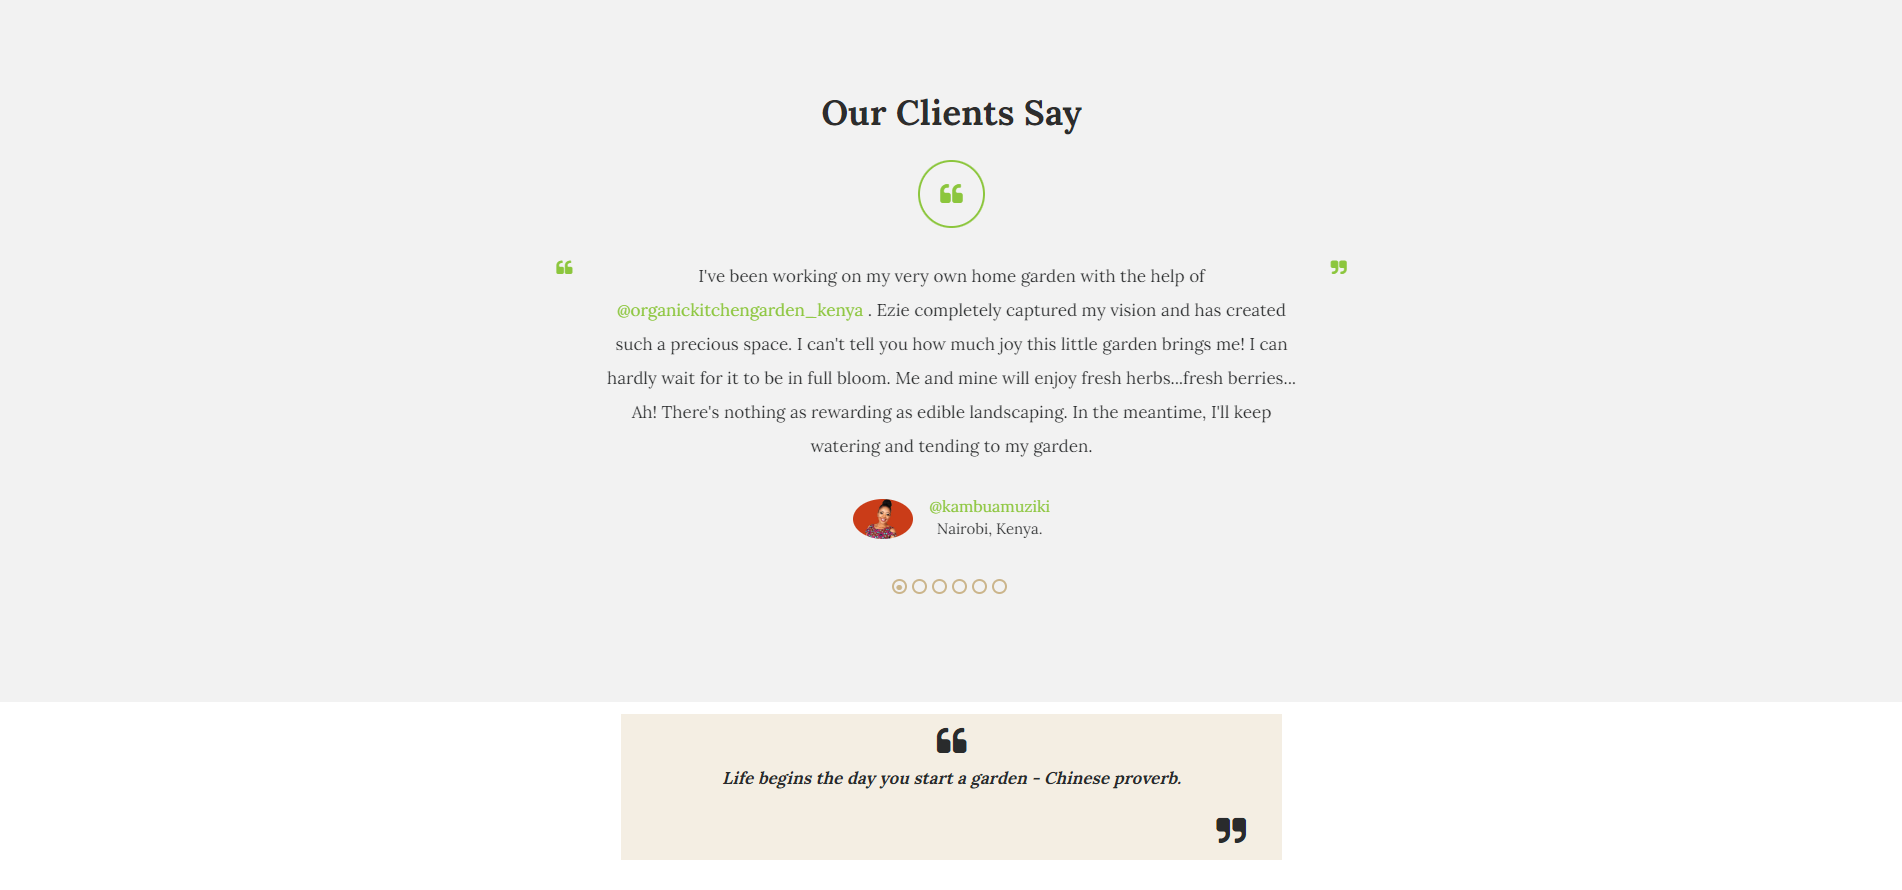 Our Clients Say
“
“ ”
I've been working on my very own home garden with the help of
@organickitchengarden_kenya . Ezie completely captured my vision and has created
such a precious space. I can't tell you how much joy this little garden brings me! I can
hardly wait for it to be in full bloom. Me and mine will enjoy fresh herbs...fresh berries...
Ah! There's nothing as rewarding as edible landscaping. In the meantime, I'll keep
watering and tending to my garden.
@kambuamuziki
Nairobi, Kenya.
“
Life begins the day you start a garden - Chinese proverb.
”